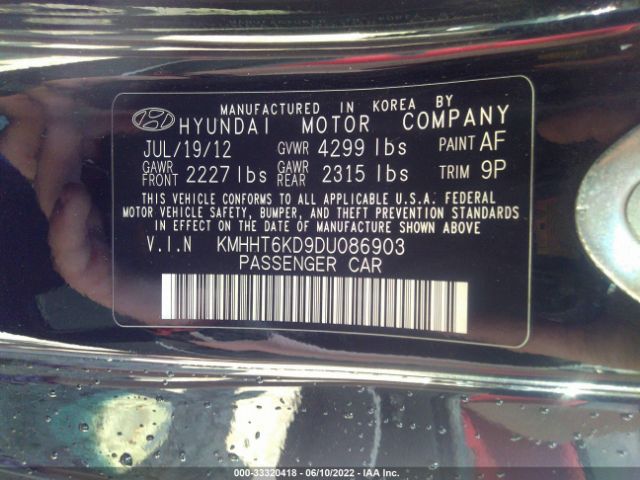 MANUFACTURED IN KOREA BY
HYUNDAI MOTOR COMPANY
JUL/19/12 GVWR 4299 lbs PAINT AF
GAWR FRONT 2227 lbs GAWR REAR 2315 lbs TRIM 9P
THIS VEHICLE CONFORMS TO ALL APPLICABLE U.S.A. FEDERAL
MOTOR VEHICLE SAFETY, BUMPER, AND THEFT PREVENTION STANDARDS
IN EFFECT ON THE DATE OF MANUFACTURE SHOWN ABOVE
V.I.N KMHHT6KD9DU086903
PASSENGER CAR
000-33320418 - 06/10/2022 - IAA Inc.